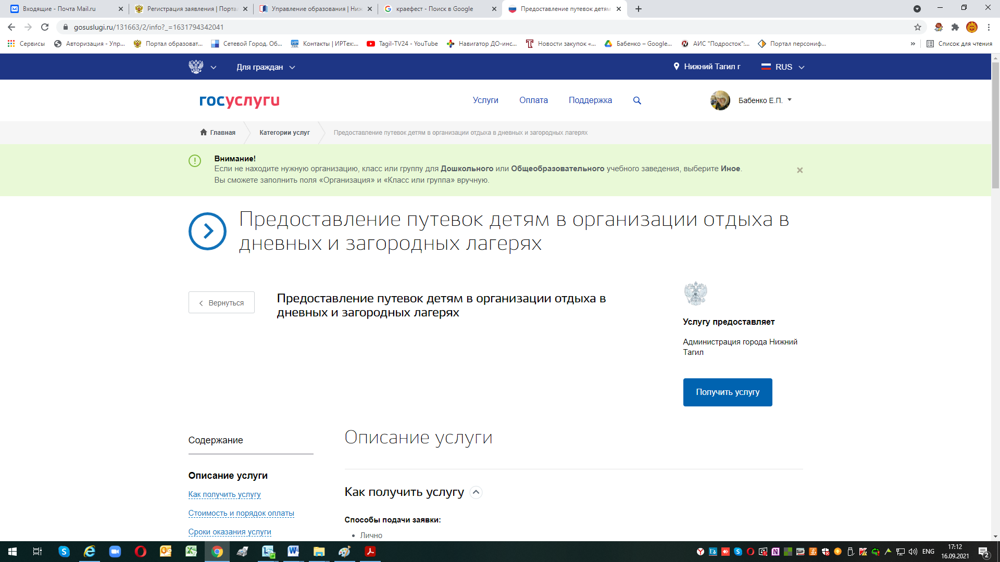 Входящие - Почта Mail.ru
Регистрация заявления | Порта
Управление образования | Ниж
краефест - Поиск в Google
Предоставление путевок детям
gosuslugi.ru/131663/2/info?_=1631794342041
Сервисы
Авторизация - Упр...
Портал образоват...
Сетевой Город. Об...
Контакты | ИРТех:...
Tagil-TV24 - YouTube
Навигатор ДО-инс...
Новости закупок «...
Бабенко – Google...
АИС "Подросток":...
Портал персониф...
»
Список для чтения
Для граждан
Нижний Тагил г
RUS
госуслуги
Услуги
Оплата
Поддержка
Бабенко Е.П.
Главная
Категории услуг
Предоставление путевок детям в организации отдыха в дневных и загородных лагерях
Внимание!
Если не находите нужную организацию, класс или группу для Дошкольного или Общеобразовательного учебного заведения, выберите Иное.
Вы сможете заполнить поля «Организация» и «Класс или группа» вручную.
Предоставление путевок детям в организации отдыха в
дневных и загородных лагерях
Вернуться
Предоставление путевок детям в организации отдыха в
дневных и загородных лагерях
Услугу предоставляет
Администрация города Нижний
Тагил
Получить услугу
Содержание
Описание услуги
Описание услуги
Как получить услугу
Стоимость и порядок оплаты
Сроки оказания услуги
Как получить услугу
Способы подачи заявки:
Лично
ENG
17:12
16.09.2021
2